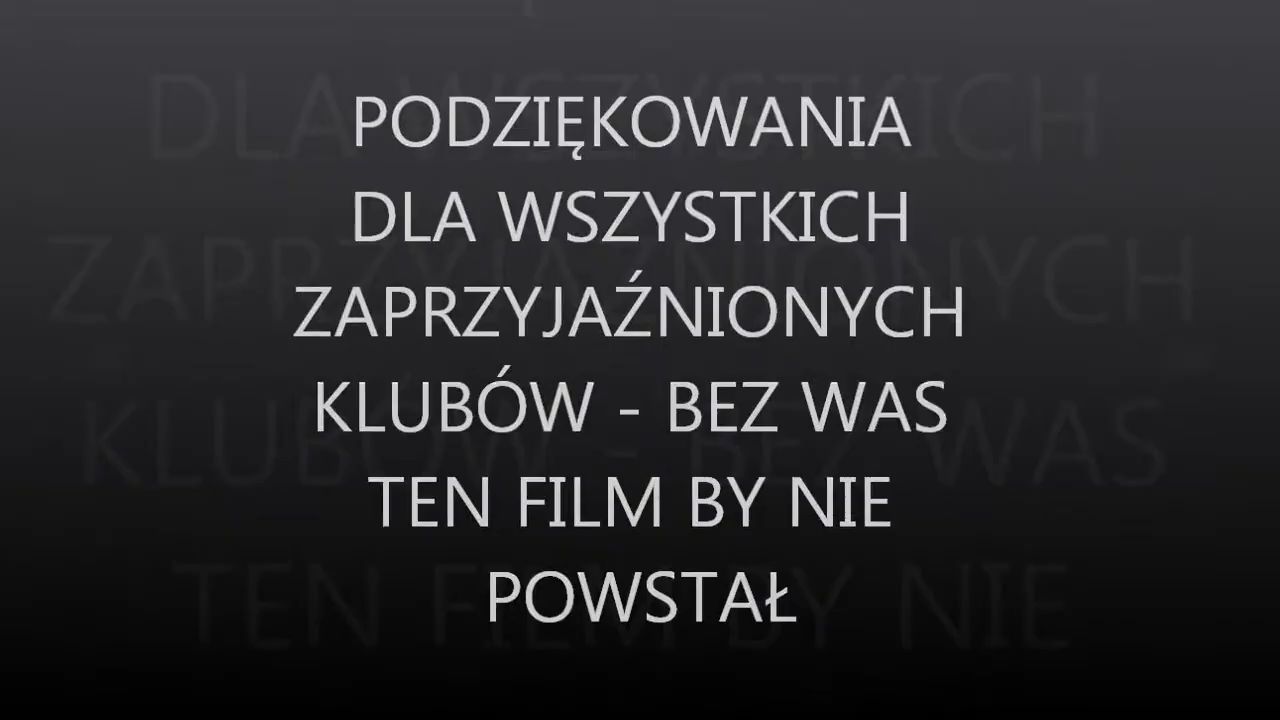 PODZIĘKOWANIA
DLA WSZYSTKICH
ZAPRZYJAŹNIONYCH
KLUBÓW - BEZ WAS
TEN FILM BY NIE
POWSTAŁ